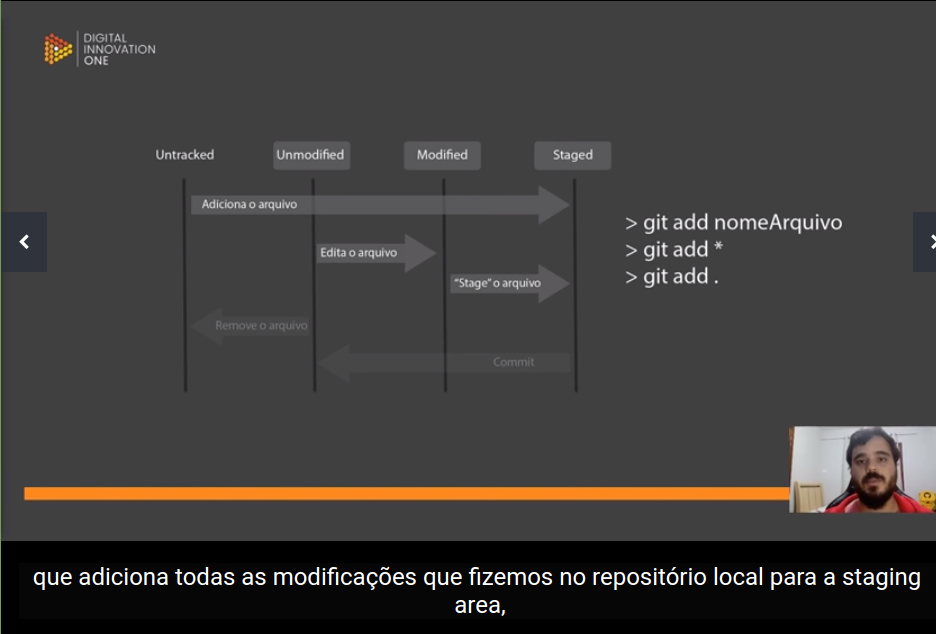 DIGITAL
INNOVATION
ONE
Untracked
Unmodified
Modified
Staged
Adiciona o arquivo
Edita o arquivo
"Stage" o arquivo
Remove o arquivo
Commit
> git add nomeArquivo
> git add *
> git add .
que adiciona todas as modificações que fizemos no repositório local para a staging
area,